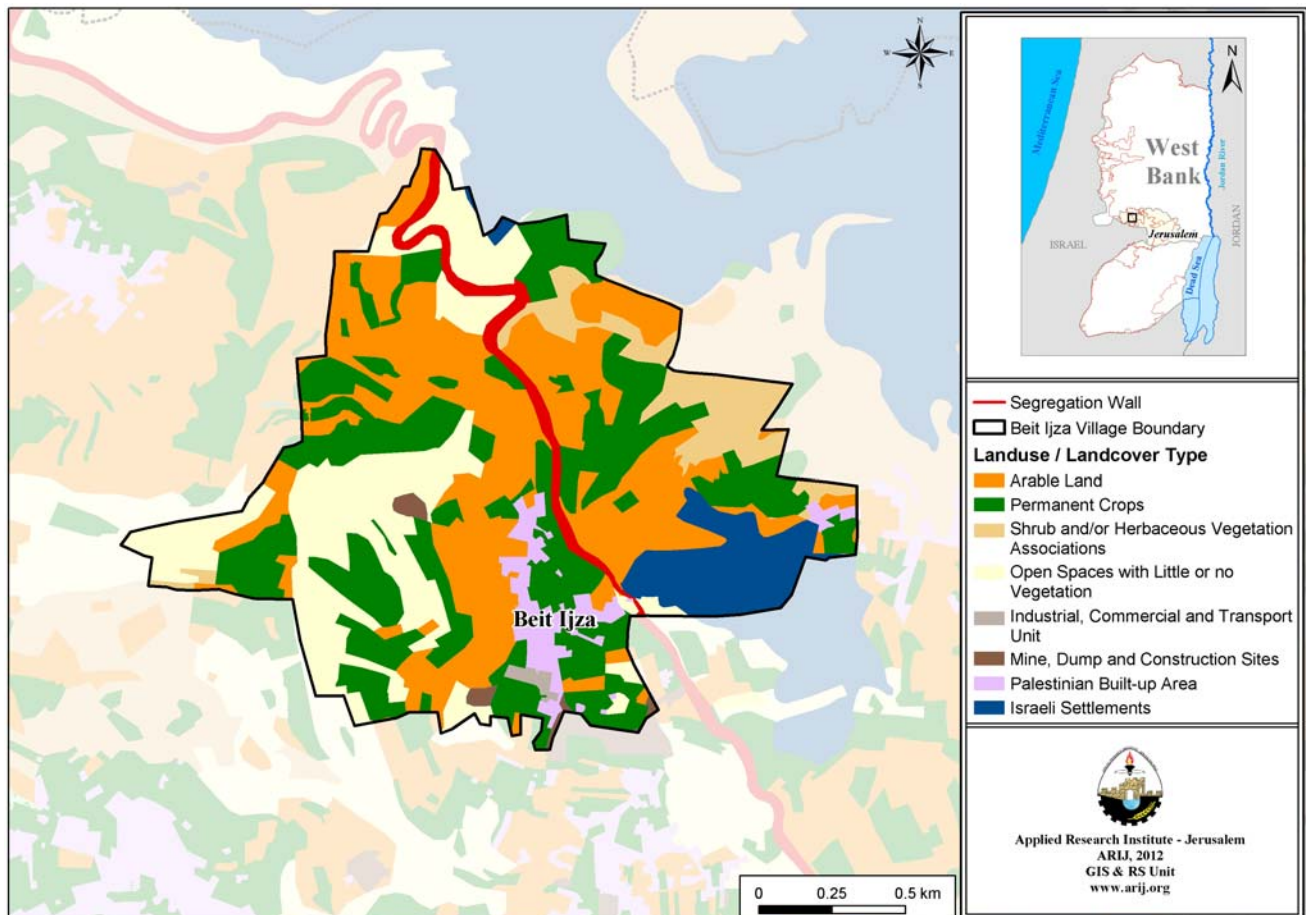 N
W
E
S
Beit Ijza
0
0.25
0.5 km
N
Mediterranean Sea
West
Bank
Jordan River
Jerusalem
ISRAEL
JORDAN
Dead Sea
Segregation Wall
Beit Ijza Village Boundary
Landuse / Landcover Type
Arable Land
Permanent Crops
Shrub and/or Herbaceous Vegetation
Associations
Open Spaces with Little or no
Vegetation
Industrial, Commercial and Transport
Unit
Mine, Dump and Construction Sites
Palestinian Built-up Area
Israeli Settlements
Applied Research Institute - Jerusalem
ARIJ, 2012
GIS & RS Unit
www.arij.org